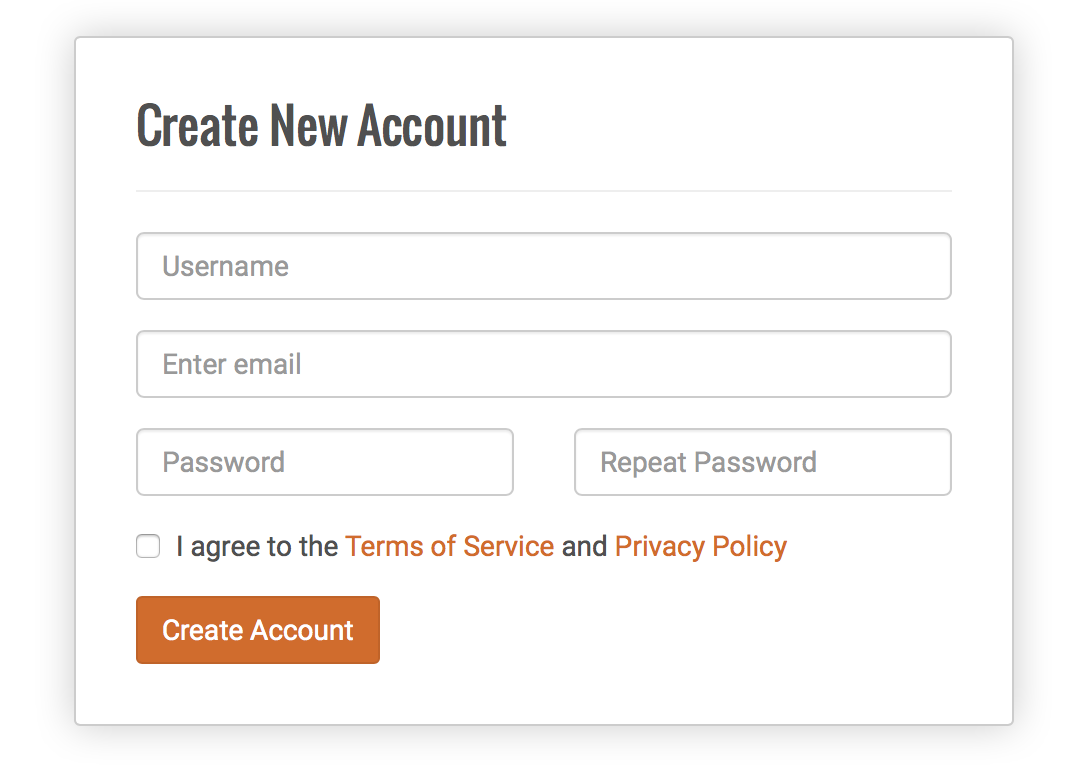 Create New Account
Username
Enter email
Password
Repeat Password
I agree to the Terms of Service and Privacy Policy
Create Account